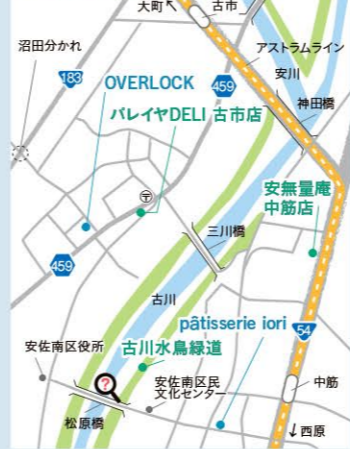 大町↖
古市
アストラムライン
沼田分かれ
安川
183
OVERLOCK
459
神田橋
バレイヤDELI 古市店
安無量庵
中筋店
〒
三川橋
459
古川
pâtisserie iori
54
安佐南区役所
古川水鳥緑道
?
安佐南区民
文化センター
中筋
松原橋
↓西原